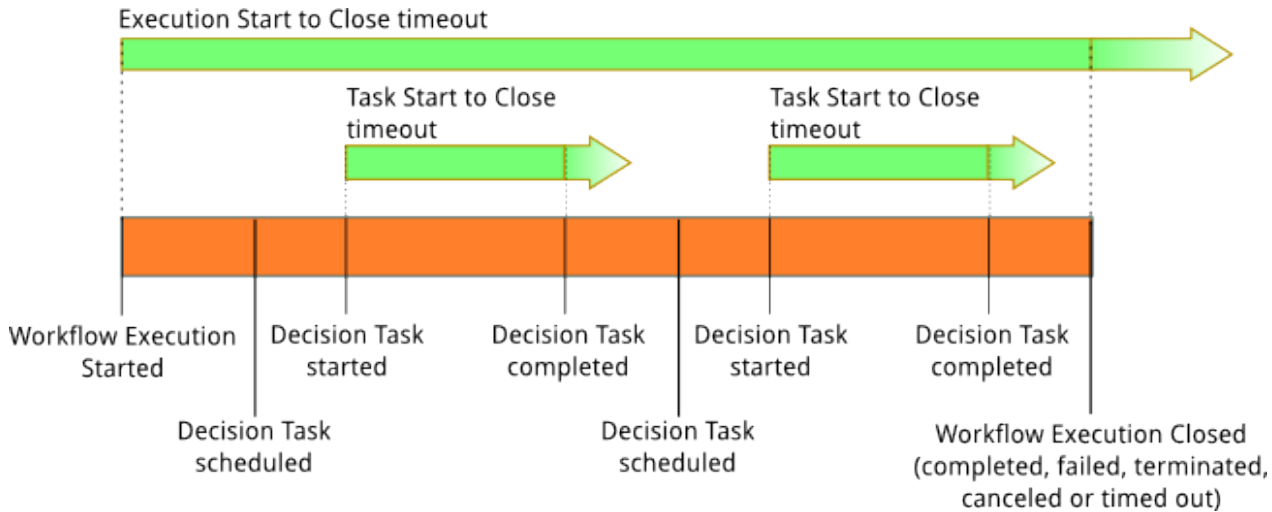 Execution Start to Close timeout
Task Start to Close
timeout
Task Start to Close
timeout
Workflow Execution
Started
Decision Task
started
Decision Task
completed
Decision Task
started
Decision Task
completed
Decision Task
scheduled
Decision Task
scheduled
Workflow Execution Closed
(completed, failed, terminated,
canceled or timed out)